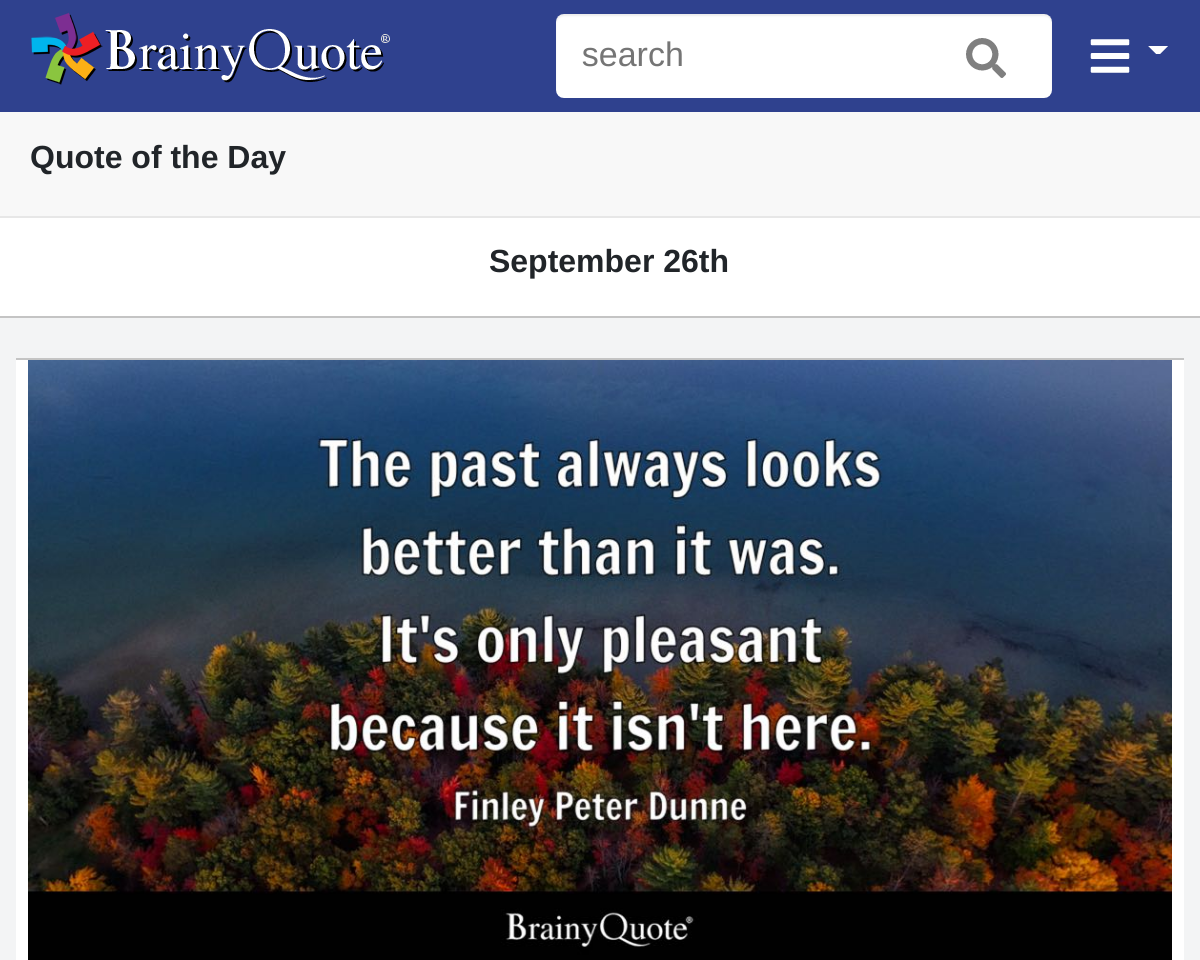 BrainyQuote®
search
Quote of the Day
September 26th
The past always looks
better than it was.
It's only pleasant
because it isn't here.
Finley Peter Dunne
BrainyQuote®